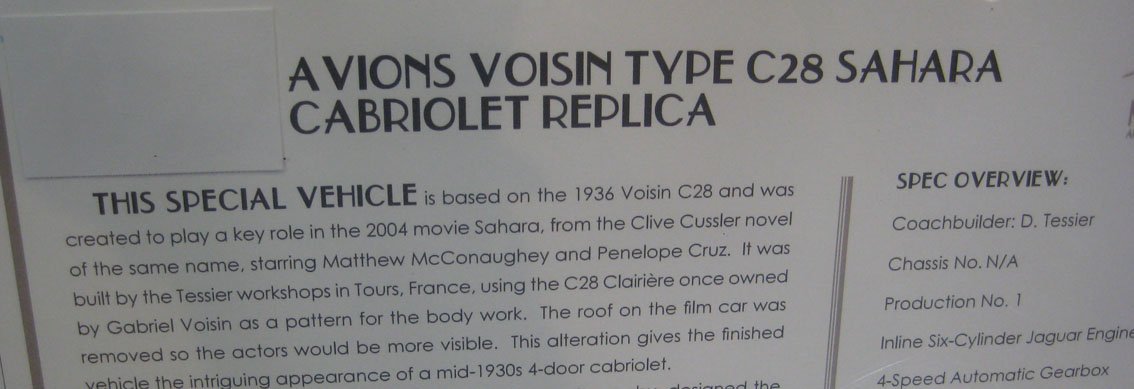 AVIONS VOISIN TYPE C28 SAHARA
CABRIOLET REPLICA
THIS SPECIAL VEHICLE is based on the 1936 Voisin C28 and was
created to play a key role in the 2004 movie Sahara, from the Clive Cussler novel
of the same name, starring Matthew McConaughey and Penelope Cruz. It was
built by the Tessier workshops in Tours, France, using the C28 Clairière once owned
by Gabriel Voisin as a pattern for the body work. The roof on the film car was
removed so the actors would be more visible. This alteration gives the finished
vehicle the intriguing appearance of a mid-1930s 4-door cabriolet.
designed the
SPEC OVERVIEW:
Coachbuilder: D. Tessier
Chassis No. N/A
Production No. 1
Inline Six-Cylinder Jaguar Engine
4-Speed Automatic Gearbox